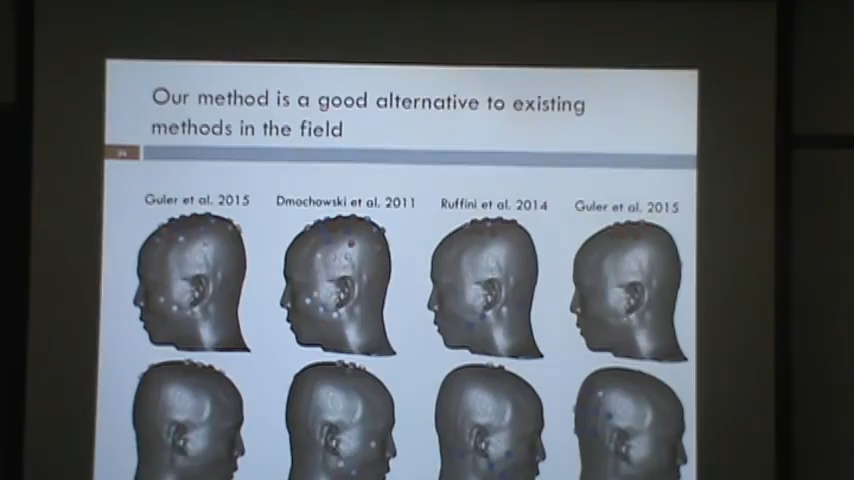 Our method is a good alternative to existing
methods in the field
Guler et al. 2015
Dmochowski et al. 2011
Ruffini et al. 2014
Guler et al. 2015